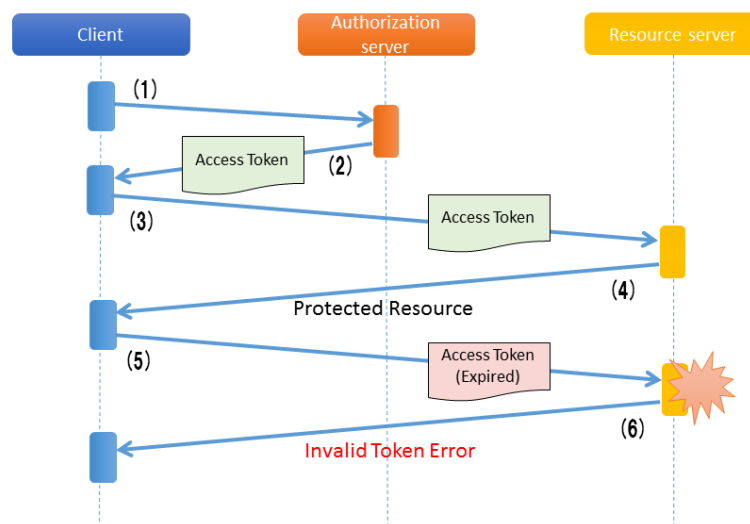 Client
Authorization
server
Resource server
(1)
Access Token
(2)
(3)
Access Token
(4)
Protected Resource
(5)
Access Token
(Expired)
(6)
Invalid Token Error